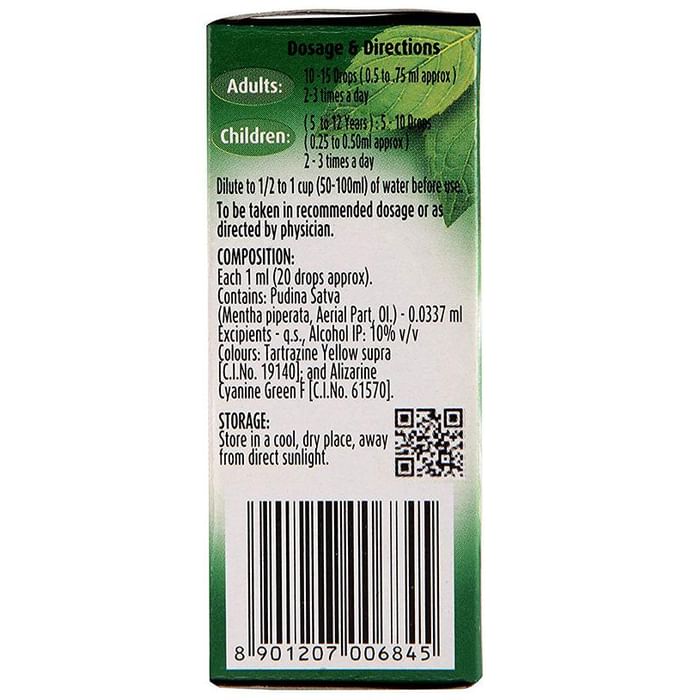 Dosage & Directions
Adults:
10 -15 Drops ( 0.5 to .75 ml approx )
2-3 times a day
Children:
( 5 to 12 Years ) : 5 - 10 Drops
( 0.25 to 0.50ml approx )
2 - 3 times a day
Dilute to 1/2 to 1 cup (50-100ml) of water before use.
To be taken in recommended dosage or as
directed by physician.
COMPOSITION:
Each 1 ml (20 drops approx).
Contains: Pudina Satva
(Mentha piperata, Aerial Part, Ol.) - 0.0337 ml
Excipients - q.s., Alcohol IP: 10% v/v
Colours: Tartrazine Yellow supra
[C.I.No. 19140]; and Alizarine
Cyanine Green F [C.I.No. 61570].
STORAGE:
Store in a cool, dry place, away
from direct sunlight.
8 901207 006845